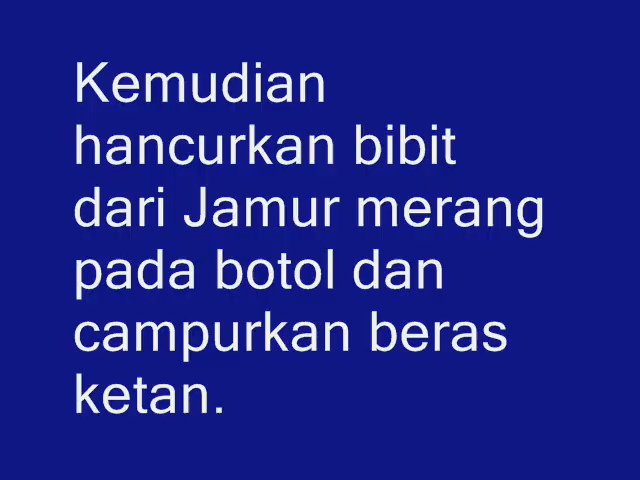 Kemudian
hancurkan bibit
dari Jamur merang
pada botol dan
campurkan beras
ketan.